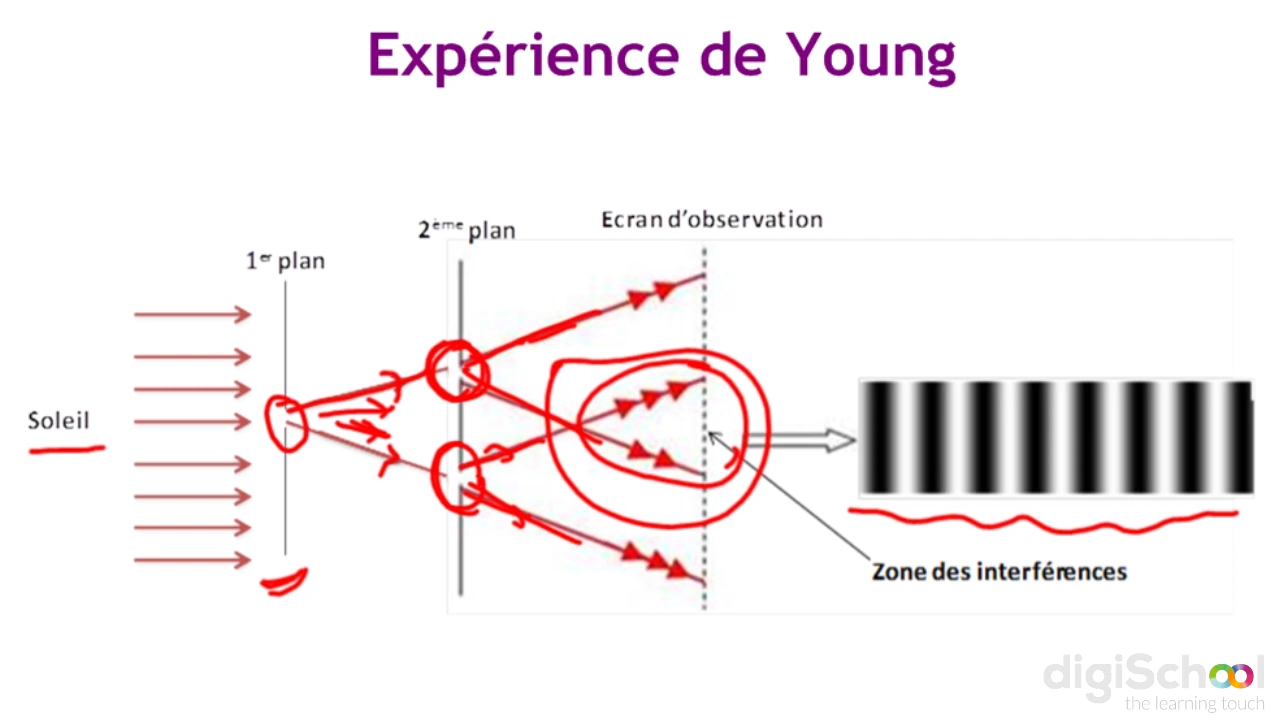 Expérience de Young
Ecran d'observation
2ème plan
1er plan
Soleil
Zone des interférences
digiSchool
the learning touch